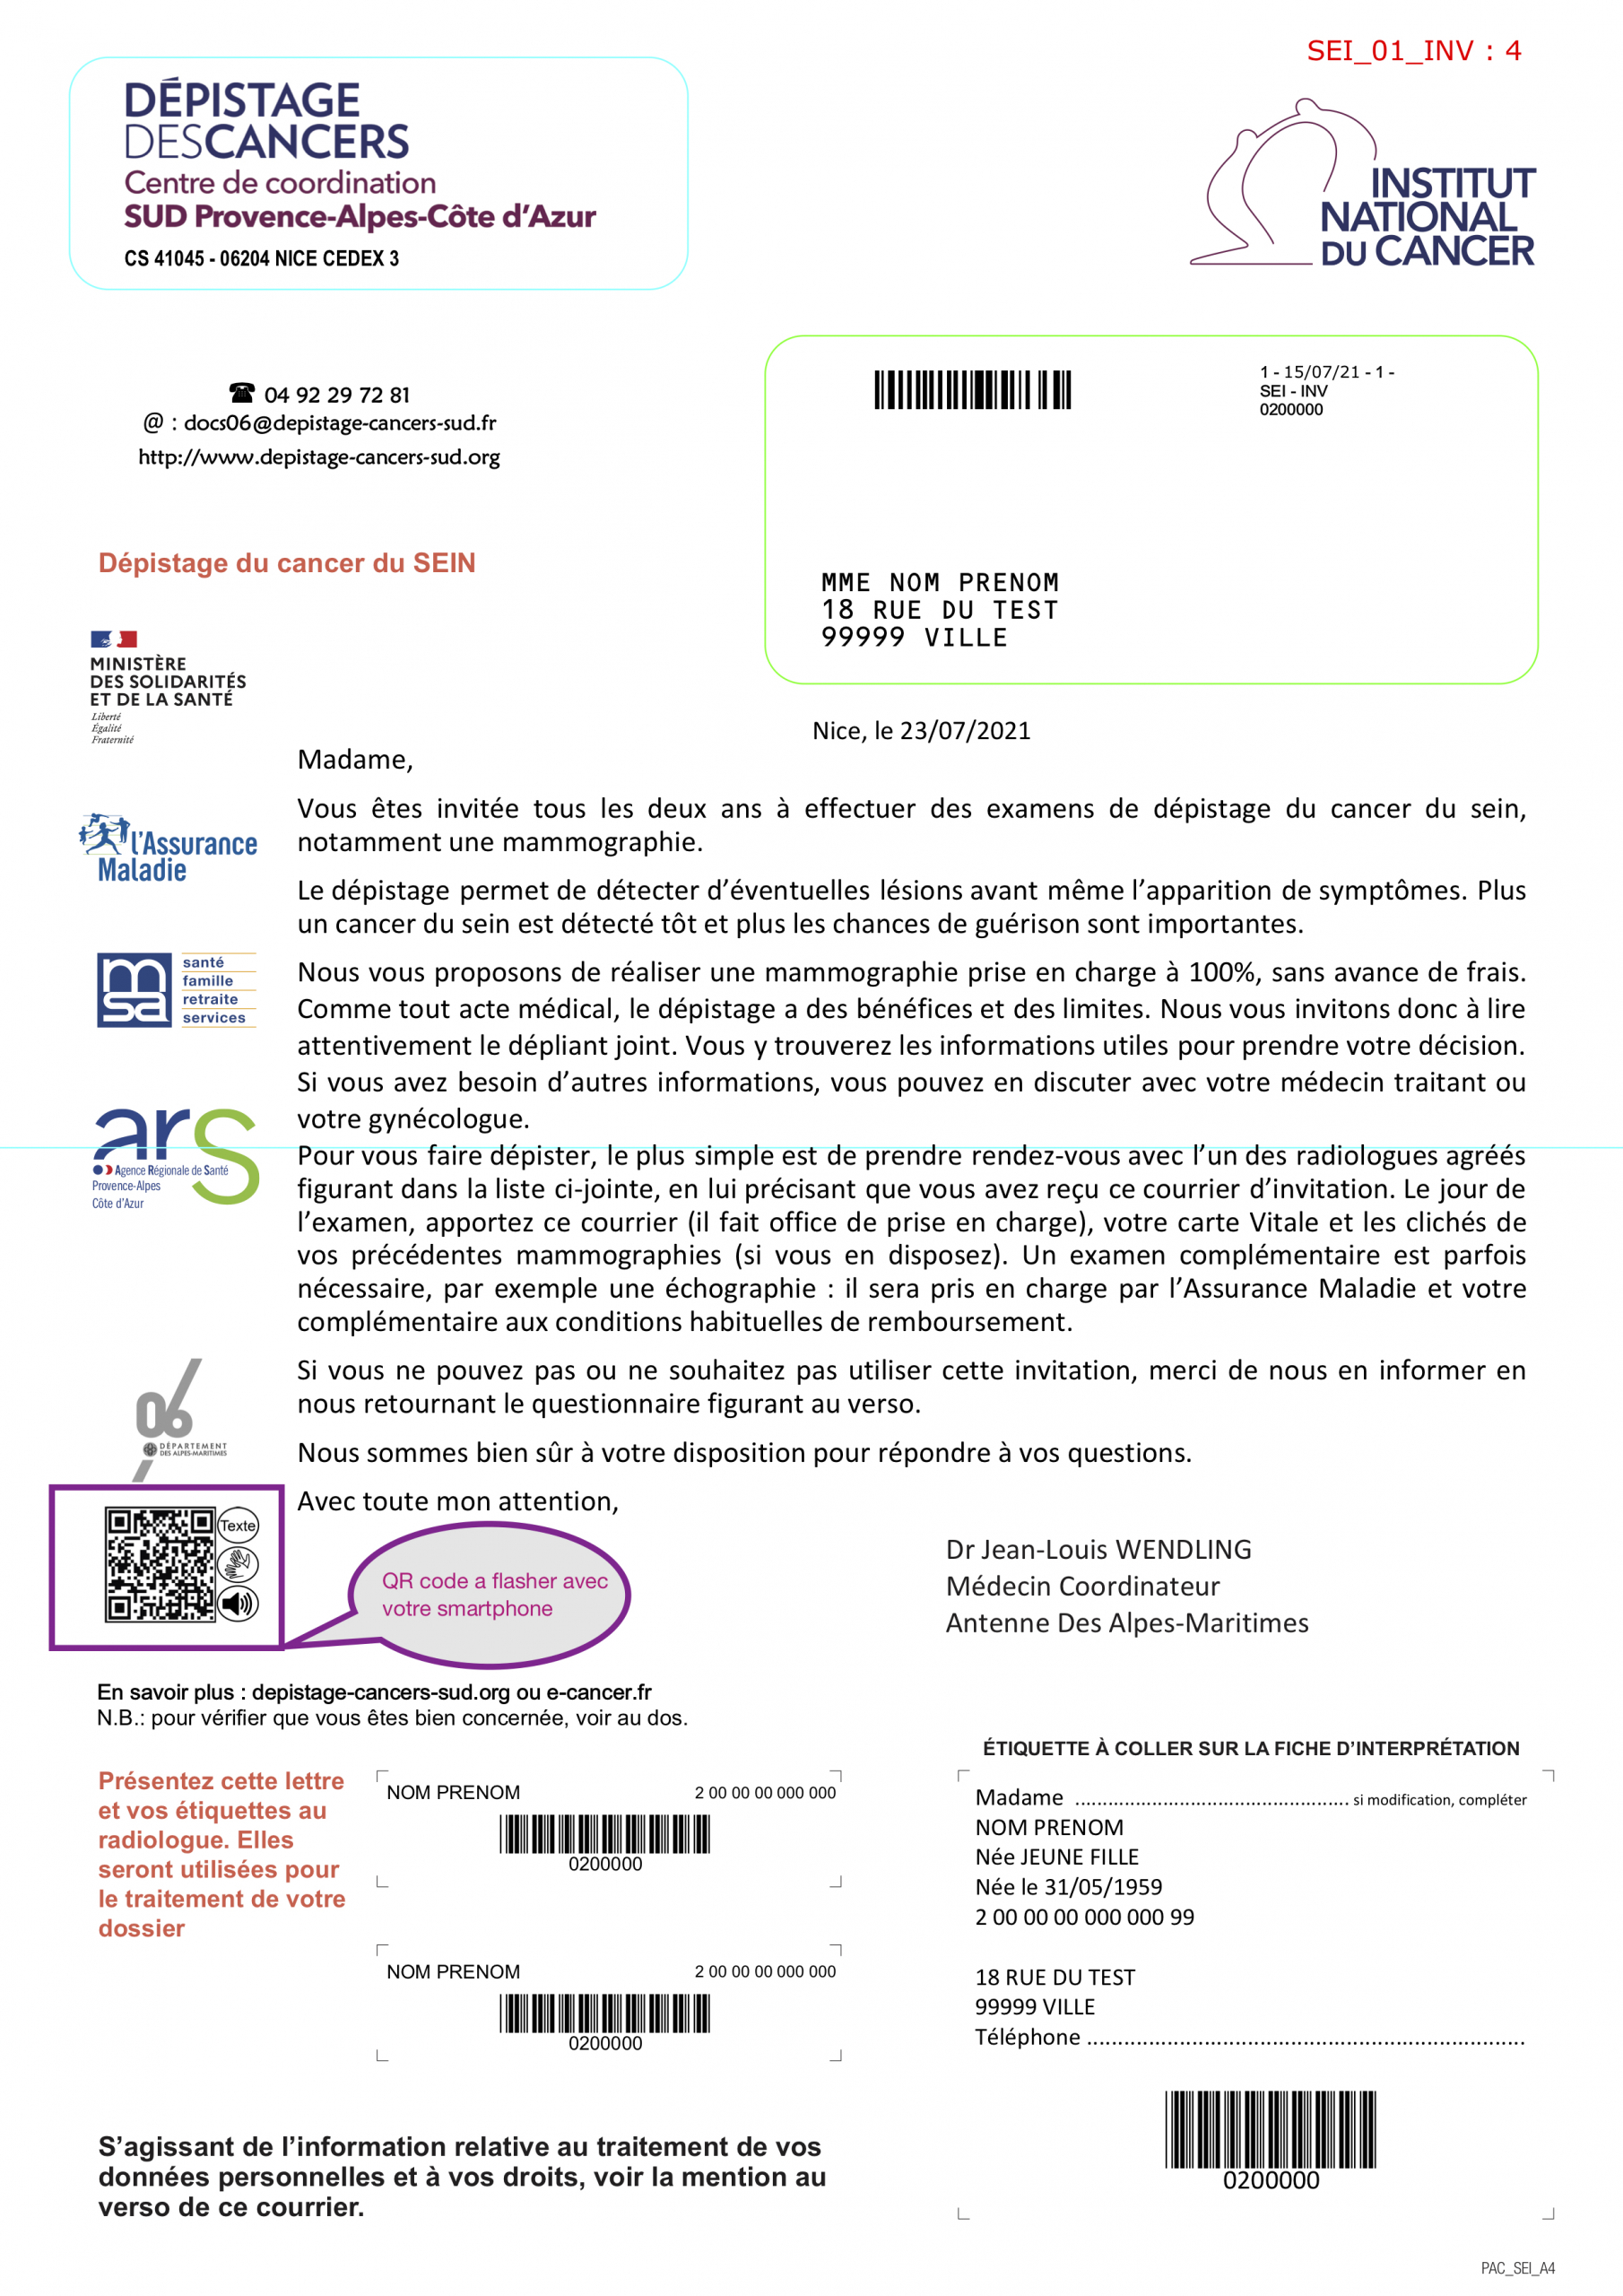 SEI_01_INV : 4
DÉPISTAGE
DESCANCERS
Centre de coordination
SUD Provence-Alpes-Côte d'Azur
CS 41045 - 06204 NICE CEDEX 3
INSTITUT
NATIONAL
DU CANCER
☎ 04 92 29 72 81
@ : docs06@depistage-cancers-sud.fr
http://www.depistage-cancers-sud.org
1 - 15/07/21 - 1 -
SEI - INV
0200000
Dépistage du cancer du SEIN
MME NOM PRENOM
18 RUE DU TEST
99999 VILLE
MINISTÈRE
DES SOLIDARITÉS
ET DE LA SANTÉ
Liberté
Égalité
Fraternité
Nice, le 23/07/2021
Madame,
Vous êtes invitée tous les deux ans à effectuer des examens de dépistage du cancer du sein,
notamment une mammographie.
l'Assurance
Maladie
Le dépistage permet de détecter d'éventuelles lésions avant même l'apparition de symptômes. Plus
un cancer du sein est détecté tôt et plus les chances de guérison sont importantes.
msa
santé
famille
retraite
services
Nous vous proposons de réaliser une mammographie prise en charge à 100%, sans avance de frais.
Comme tout acte médical, le dépistage a des bénéfices et des limites. Nous vous invitons donc à lire
attentivement le dépliant joint. Vous y trouverez les informations utiles pour prendre votre décision.
Si vous avez besoin d'autres informations, vous pouvez en discuter avec votre médecin traitant ou
votre gynécologue.
ars
Agence Régionale de Santé
Provence-Alpes
Côte d'Azur
Pour vous faire dépister, le plus simple est de prendre rendez-vous avec l'un des radiologues agréés
figurant dans la liste ci-jointe, en lui précisant que vous avez reçu ce courrier d'invitation. Le jour de
l'examen, apportez ce courrier (il fait office de prise en charge), votre carte Vitale et les clichés de
vos précédentes mammographies (si vous en disposez). Un examen complémentaire est parfois
nécessaire, par exemple une échographie : il sera pris en charge par l'Assurance Maladie et votre
complémentaire aux conditions habituelles de remboursement.
Si vous ne pouvez pas ou ne souhaitez pas utiliser cette invitation, merci de nous en informer en
nous retournant le questionnaire figurant au verso.
06
DÉPARTEMENT
DES ALPES-MARITIMES
Nous sommes bien sûr à votre disposition pour répondre à vos questions.
Avec toute mon attention,
Texte
QR code a flasher avec
votre smartphone
Dr Jean-Louis WENDLING
Médecin Coordinateur
Antenne Des Alpes-Maritimes
En savoir plus : depistage-cancers-sud.org ou e-cancer.fr
N.B.: pour vérifier que vous êtes bien concernée, voir au dos.
Présentez cette lettre
et vos étiquettes au
radiologue. Elles
seront utilisées pour
le traitement de votre
dossier
NOM PRENOM 2 00 00 00 000 000
0200000
NOM PRENOM 2 00 00 00 000 000
0200000
ÉTIQUETTE À COLLER SUR LA FICHE D'INTERPRÉTATION
Madame ................................................ si modification, compléter
NOM PRENOM
Née JEUNE FILLE
Née le 31/05/1959
2 00 00 00 000 000 99
18 RUE DU TEST
99999 VILLE
Téléphone ........................................................................
0200000
S'agissant de l'information relative au traitement de vos
données personnelles et à vos droits, voir la mention au
verso de ce courrier.
PAC_SEI_A4